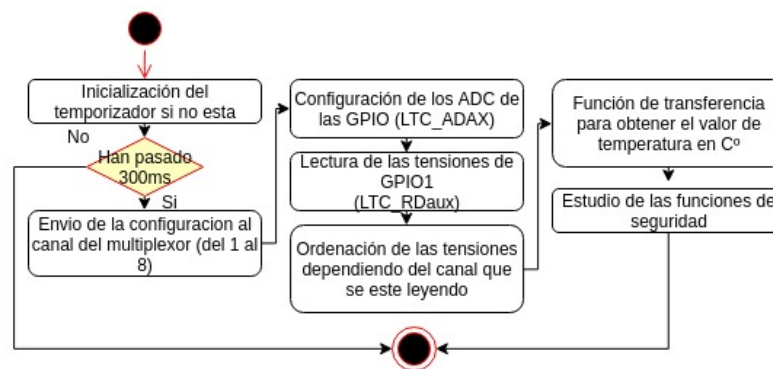 Inicialización del
temporizador si no esta
No
Han pasado
300ms
Si
Envio de la configuracion al
canal del multiplexor (del 1 al
8)
Configuración de los ADC de
las GPIO (LTC_ADAX)
Lectura de las tensiones de
GPIO1
(LTC_RDaux)
Ordenación de las tensiones
dependiendo del canal que
se este leyendo
Función de transferencia
para obtener el valor de
temperatura en Cº
Estudio de las funciones de
seguridad